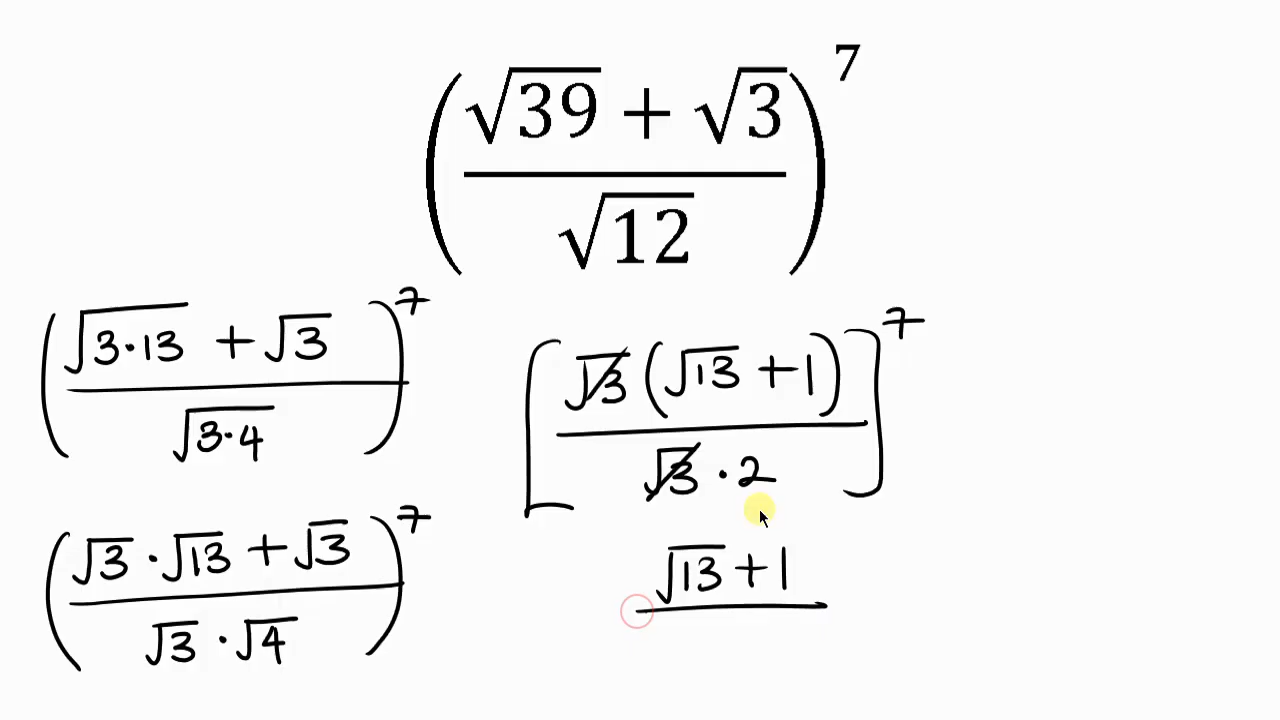 (√39 + √3 / √12)^7
(√3·13 + √3 / √3·4)^7
(√3 · √13 + √3 / √3 · √4)^7
[√3 (√13 + 1) / √3 · 2]^7
√13 + 1